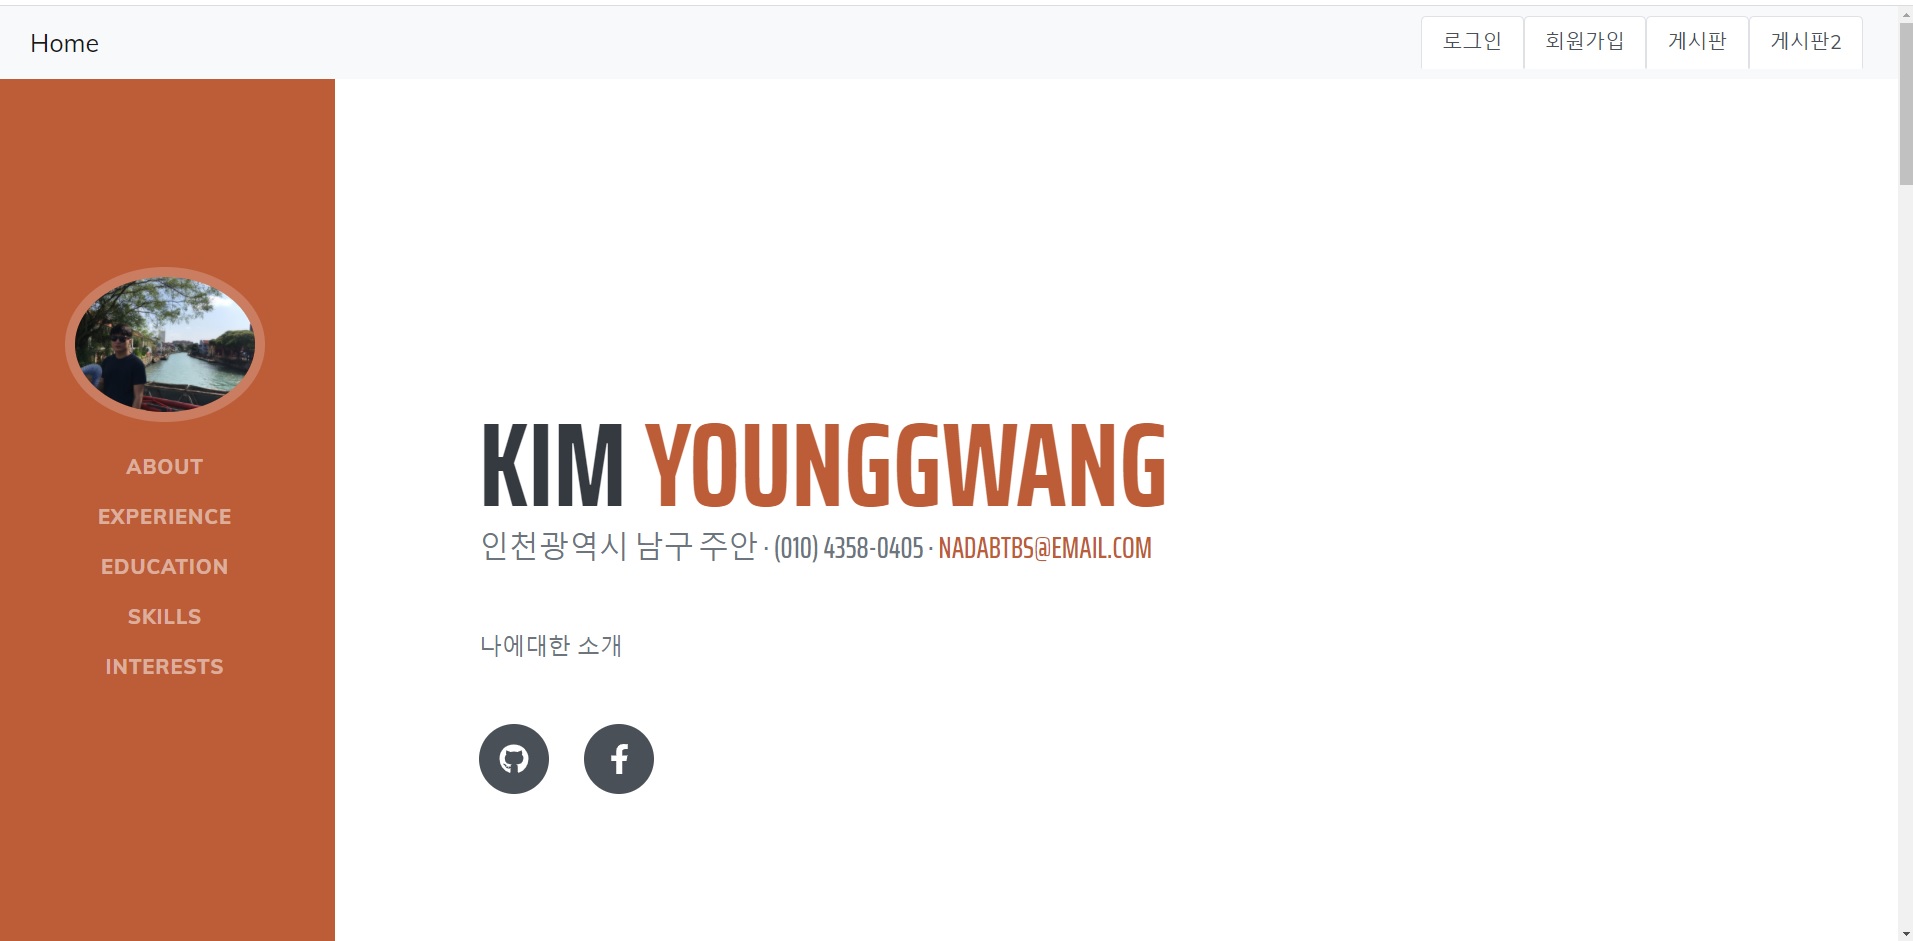 Home
로그인 회원가입 게시판 게시판2
ABOUT
EXPERIENCE
EDUCATION
SKILLS
INTERESTS
KIM YOUNGGWANG
인천광역시 남구 주안 · (010) 4358-0405 · NADABTBS@EMAIL.COM
나에대한 소개